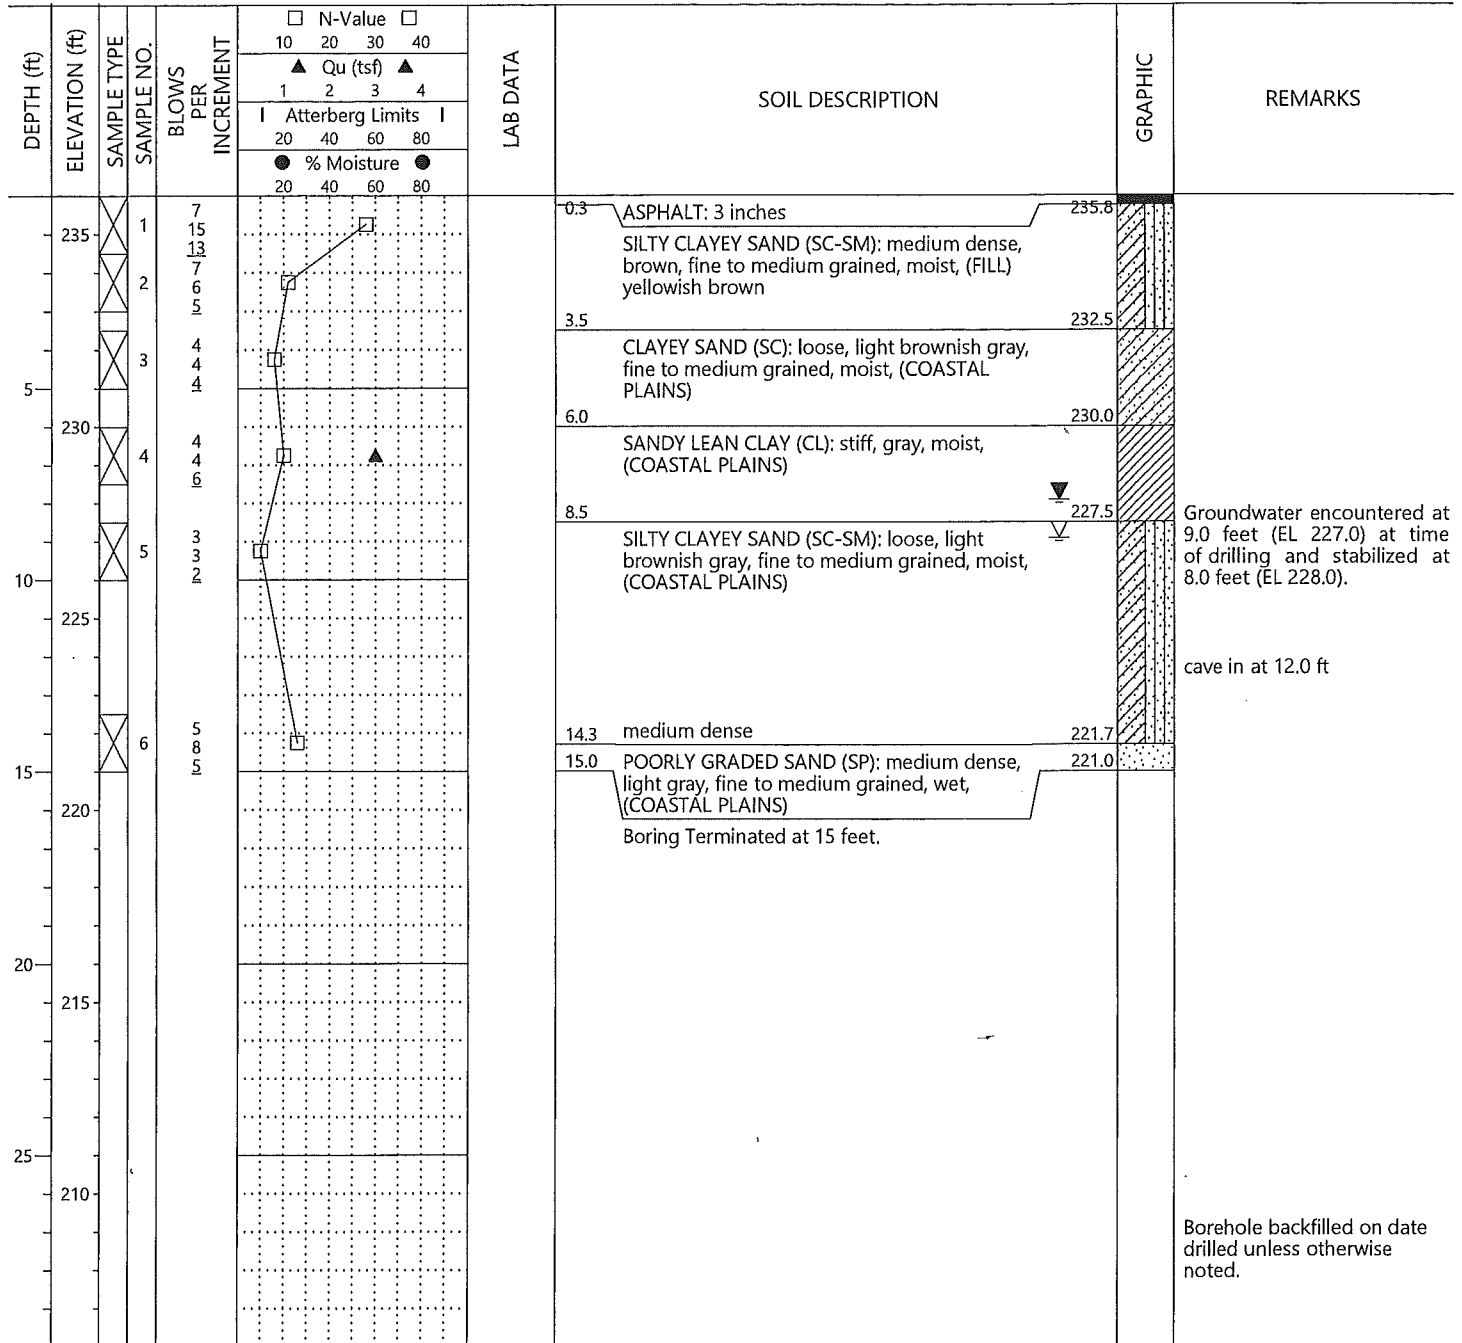 DEPTH (ft)
ELEVATION (ft)
SAMPLE TYPE
SAMPLE NO.
BLOWS
PER
INCREMENT
N-Value
10 20 30 40
Qu (tsf)
1 2 3 4
Atterberg Limits
20 40 60 80
% Moisture
20 40 60 80
LAB DATA
SOIL DESCRIPTION
GRAPHIC
REMARKS
0.3 ASPHALT: 3 inches 235.8
1
7
15
13
235
SILTY CLAYEY SAND (SC-SM): medium dense,
brown, fine to medium grained, moist, (FILL)
yellowish brown
2
7
6
5
3.5 232.5
3
4
4
4
CLAYEY SAND (SC): loose, light brownish gray,
fine to medium grained, moist, (COASTAL
PLAINS)
5
6.0 230.0
230
4
4
4
6
SANDY LEAN CLAY (CL): stiff, gray, moist,
(COASTAL PLAINS)
8.5 227.5
5
3
3
2
SILTY CLAYEY SAND (SC-SM): loose, light
brownish gray, fine to medium grained, moist,
(COASTAL PLAINS)
Groundwater encountered at
9.0 feet (EL 227.0) at time
of drilling and stabilized at
8.0 feet (EL 228.0).
10
225
cave in at 12.0 ft
6
5
8
5
14.3 medium dense 221.7
15
15.0 POORLY GRADED SAND (SP): medium dense, 221.0
light gray, fine to medium grained, wet,
(COASTAL PLAINS)
220
Boring Terminated at 15 feet.
20
215
25
210
Borehole backfilled on date
drilled unless otherwise
noted.